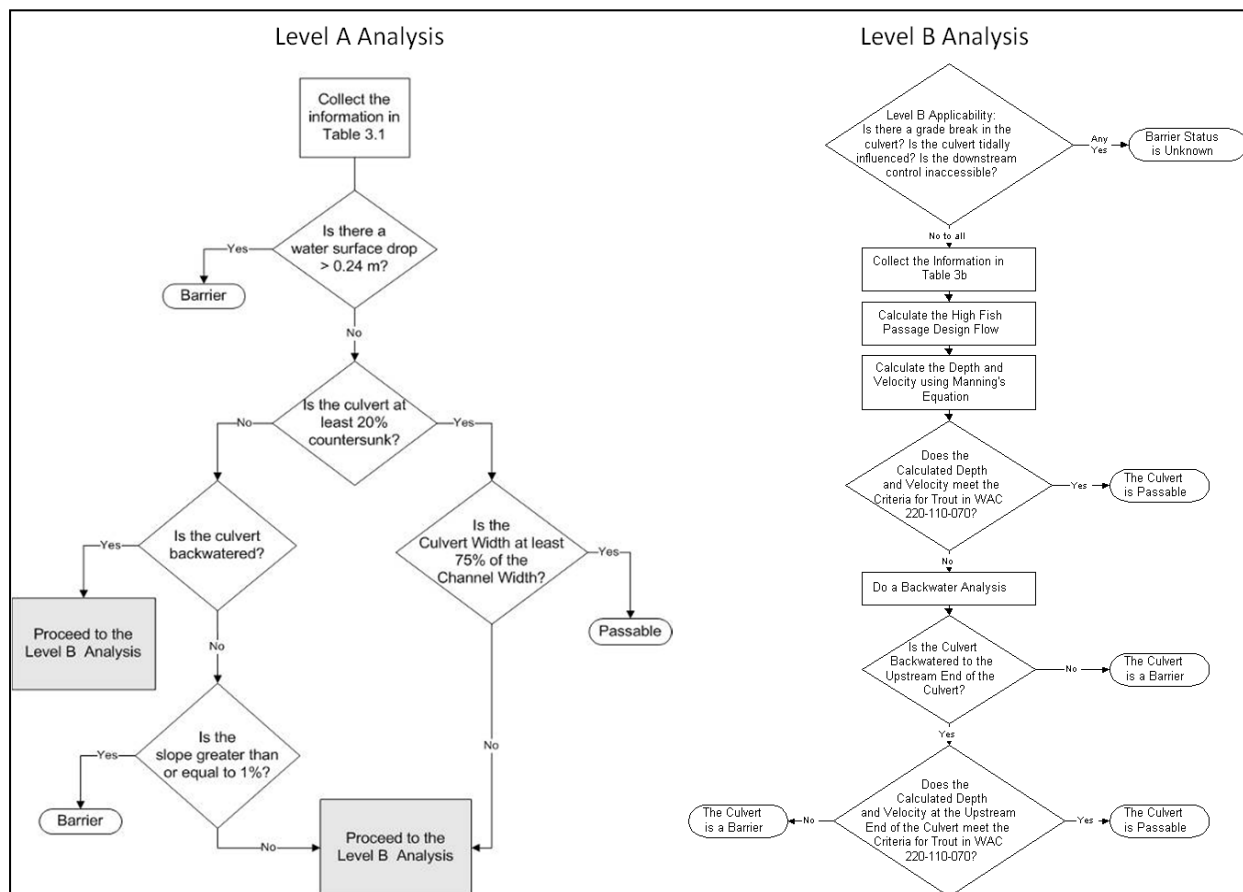 Level A Analysis
Collect the
information in
Table 3.1
Is there a
water surface drop
> 0.24 m?
Yes
Barrier
No
Is the culvert at
least 20%
countersunk?
No
Yes
Is the culvert
backwatered?
Yes
Is the
Culvert Width at least
75% of the
Channel Width?
Yes
Proceed to the
Level B Analysis
Passable
No
Is the
slope greater than
or equal to 1%?
Yes
No
Barrier
No
Proceed to the
Level B Analysis
Level B Analysis
Level B Applicability:
Is there a grade break in the
culvert? Is the culvert tidally
influenced? Is the downstream
control inaccessible?
Any
Yes
Barrier Status
is Unknown
No to all
Collect the Information in
Table 3b
Calculate the High Fish
Passage Design Flow
Calculate the Depth and
Velocity using Manning's
Equation
Does the
Calculated Depth
and Velocity meet the
Criteria for Trout in WAC
220-110-070?
Yes
The Culvert
is Passable
No
Do a Backwater Analysis
Is the Culvert
Backwatered to the
Upstream End of the
Culvert?
No
The Culvert
is a Barrier
Yes
Does the
Calculated Depth
and Velocity at the Upstream
End of the Culvert meet the
Criteria for Trout in WAC
220-110-070?
No
The Culvert
is a Barrier
Yes
The Culvert
is Passable